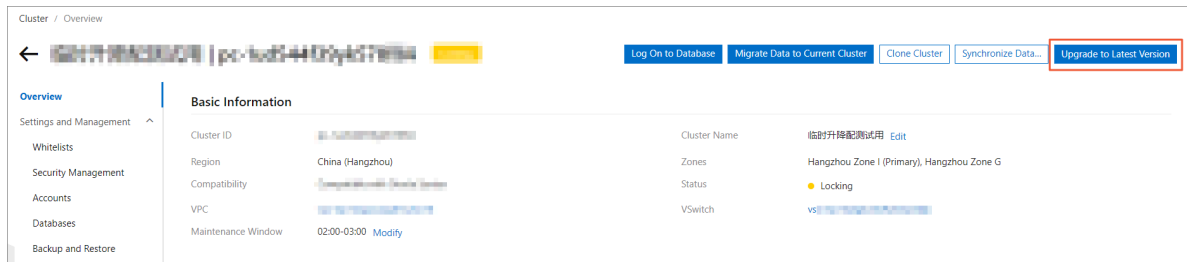 Cluster / Overview
Log On to Database
Migrate Data to Current Cluster
Clone Cluster
Synchronize Data...
Upgrade to Latest Version
Overview
Settings and Management
Whitelists
Security Management
Accounts
Databases
Backup and Restore
Basic Information
Cluster ID
Cluster Name 临时升降配测试用 Edit
Region China (Hangzhou)
Zones Hangzhou Zone I (Primary), Hangzhou Zone G
Compatibility
Status Locking
VPC
VSwitch vs
Maintenance Window 02:00-03:00 Modify